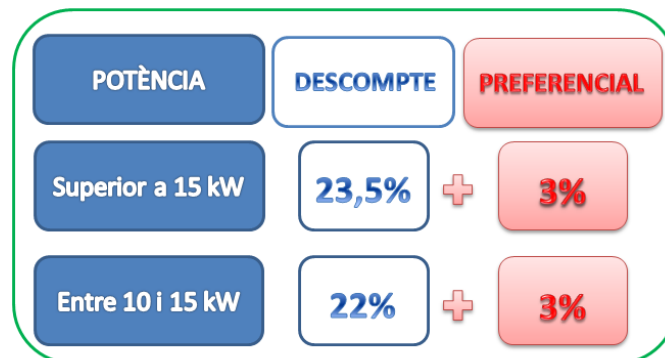 POTÈNCIA DESCOMPTE PREFERENCIAL
Superior a 15 kW 23,5% + 3%
Entre 10 i 15 kW 22% + 3%